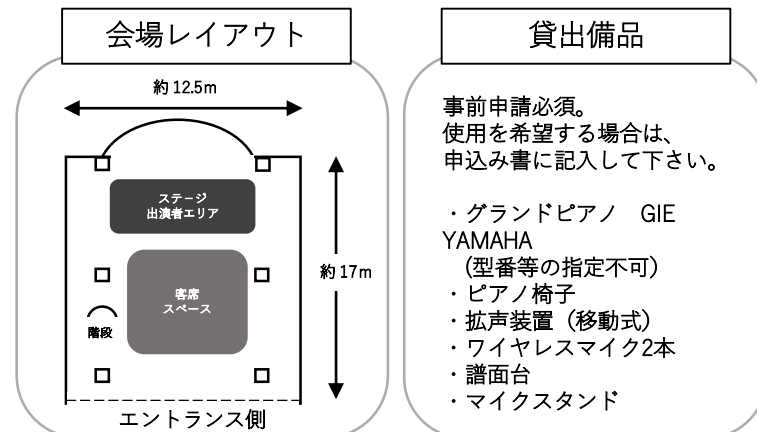 会場レイアウト
約 12.5m
ステージ
出演者エリア
約 17m
客席
スペース
階段
エントランス側
貸出備品
事前申請必須。
使用を希望する場合は、
申込み書に記入して下さい。
・グランドピアノ　GIE
YAMAHA
(型番等の指定不可)
・ピアノ椅子
・拡声装置（移動式）
・ワイヤレスマイク2本
・譜面台
・マイクスタンド